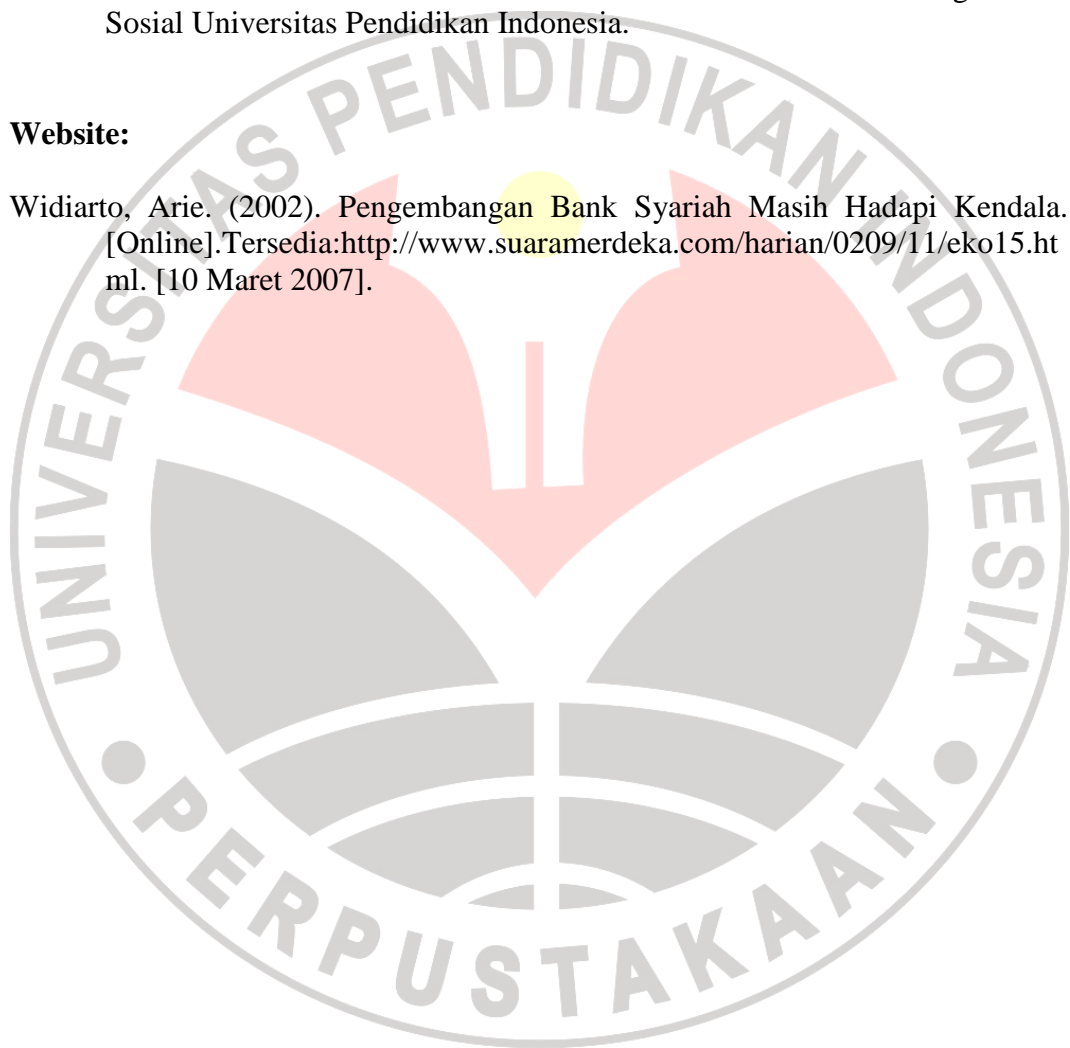 Sosial Universitas Pendidikan Indonesia.
Website:
Widiarto, Arie. (2002). Pengembangan Bank Syariah Masih Hadapi Kendala.
[Online].Tersedia:http://www.suaramerdeka.com/harian/0209/11/eko15.ht
ml. [10 Maret 2007].
UNIVERSITAS PENDIDIKAN INDONESIA
PERPUSTAKAAN